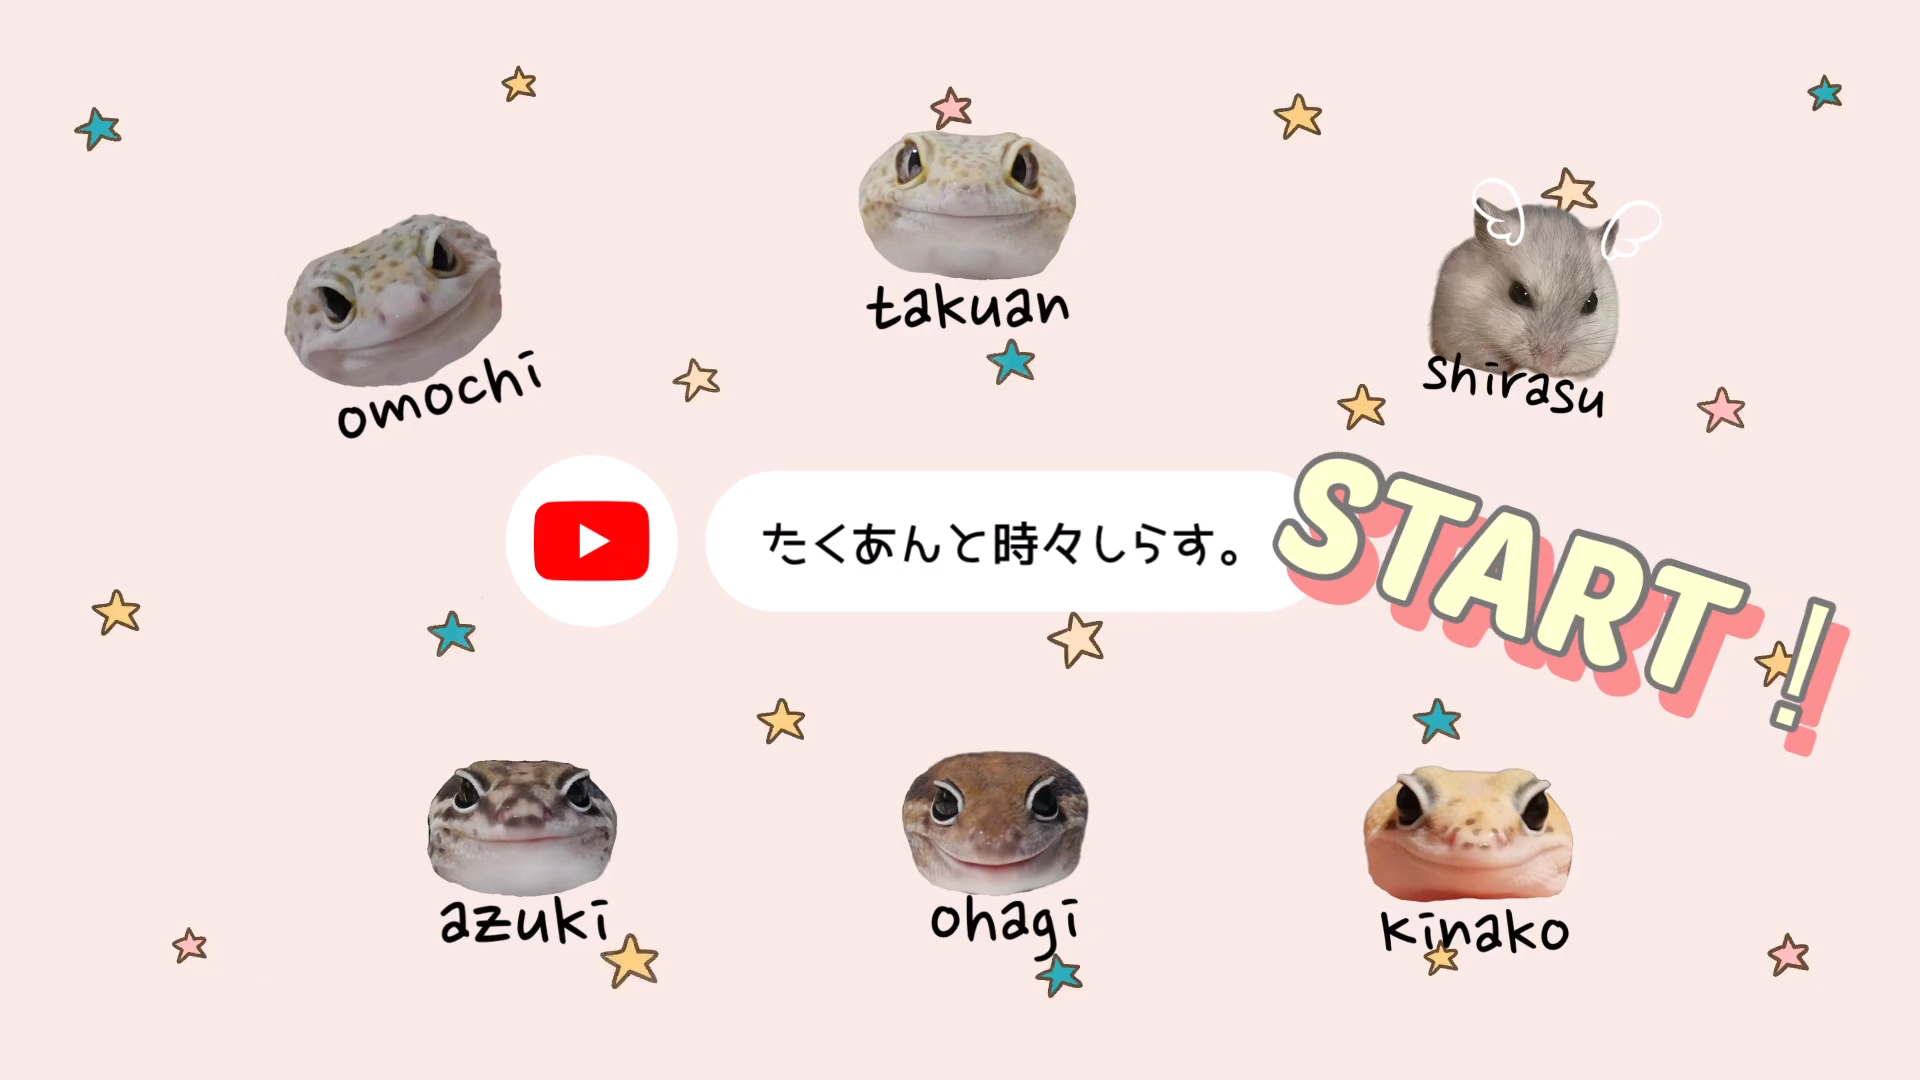 takuan
omochi
shirasu
たくあんと時々しらす。
START!
azuki
ohagi
kinako